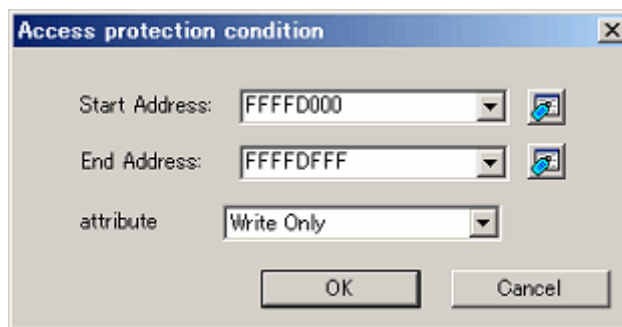 Access protection condition
Start Address: FFFFD000
End Address: FFFFDFFF
attribute Write Only
OK Cancel